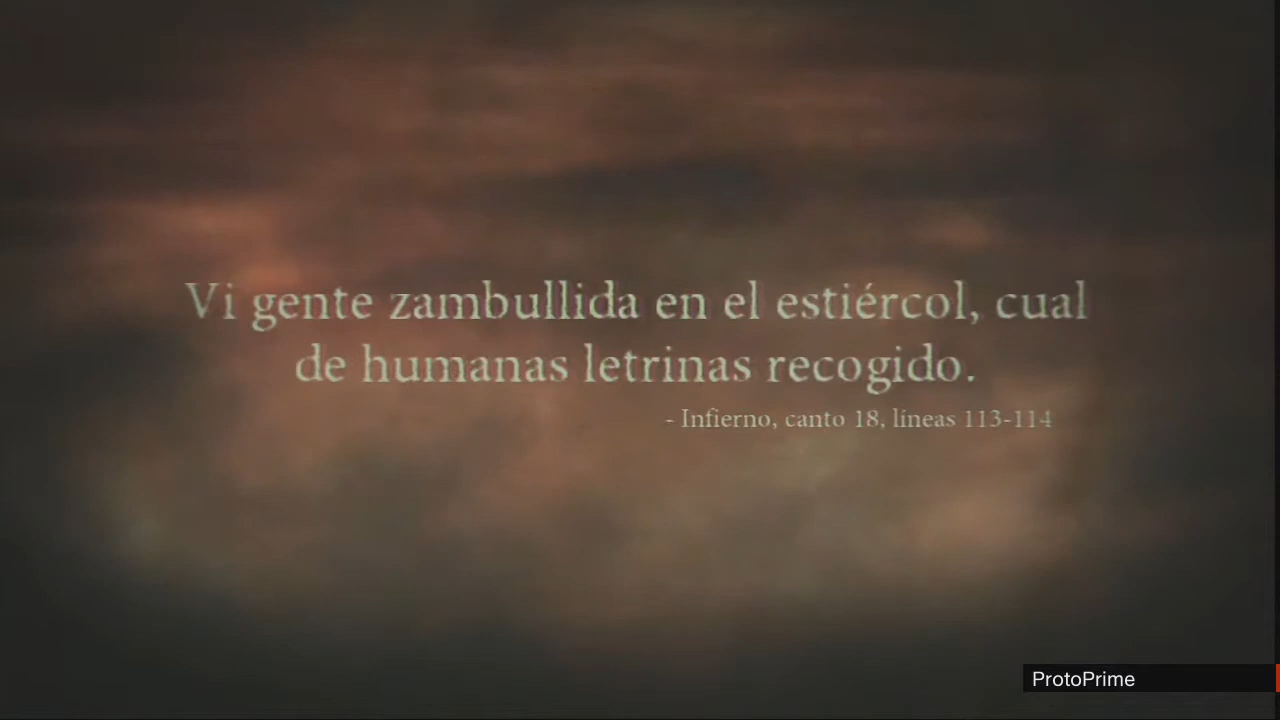 Vi gente zambullida en el estiércol, cual
de humanas letrinas recogido.
- Infierno, canto 18, líneas 113-114
ProtoPrime